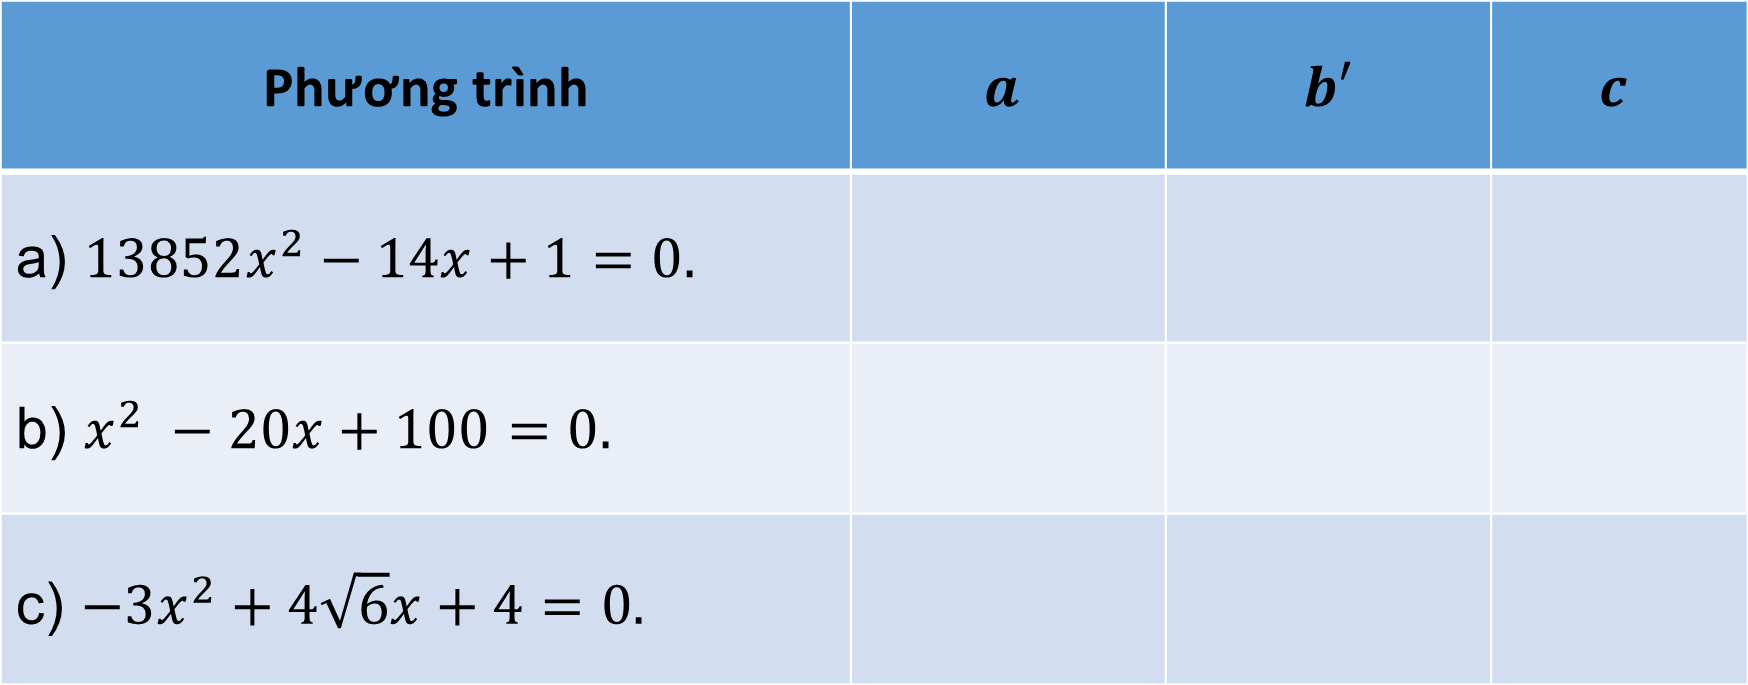 Phương trình a b′ c
a) 13852x² − 14x + 1 = 0.
b) x² − 20x + 100 = 0.
c) −3x² + 4√6x + 4 = 0.